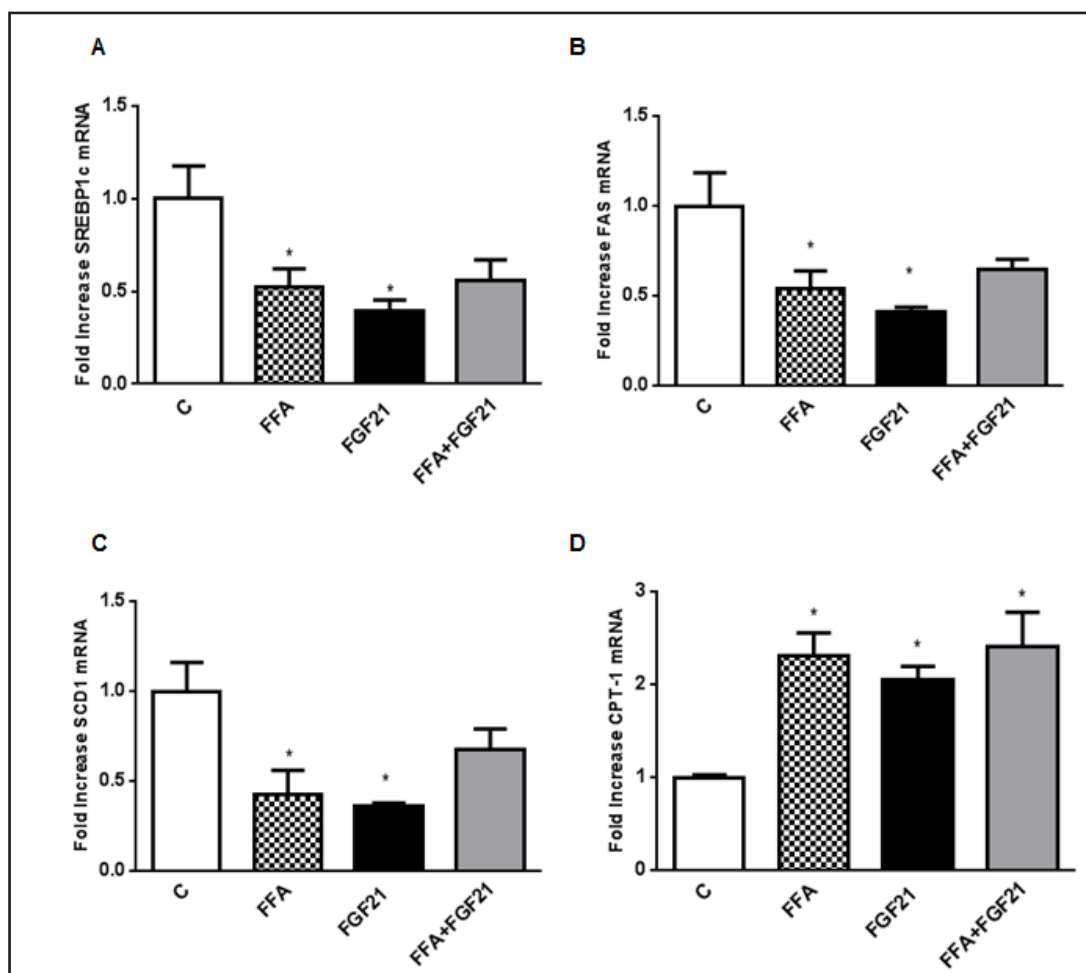 A
Fold Increase SREBP1c mRNA
1.5
1.0
0.5
0.0
*
*
C
FFA
FGF21
FFA+FGF21
B
Fold Increase FAS mRNA
1.5
1.0
0.5
0.0
*
*
C
FFA
FGF21
FFA+FGF21
C
Fold Increase SCD1 mRNA
1.5
1.0
0.5
0.0
*
*
C
FFA
FGF21
FFA+FGF21
D
Fold Increase CPT-1 mRNA
3
2
1
0
*
*
*
C
FFA
FGF21
FFA+FGF21